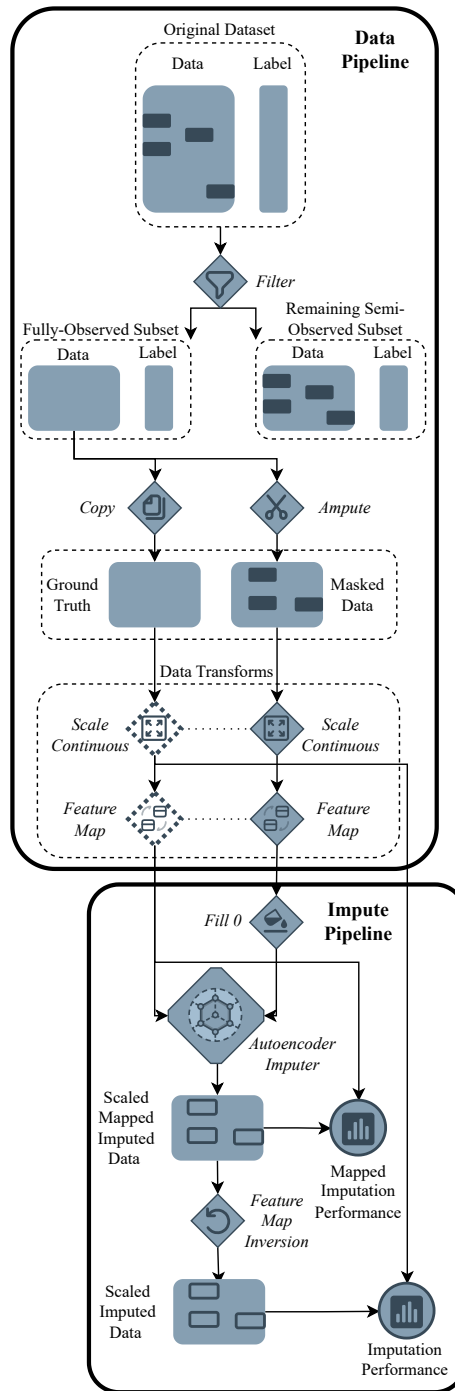 Original Dataset
Data
Label
Data
Pipeline
Filter
Fully-Observed Subset
Data
Label
Remaining Semi-
Observed Subset
Data
Label
Copy
Ampute
Ground
Truth
Masked
Data
Data Transforms
Scale
Continuous
Scale
Continuous
Feature
Map
Feature
Map
Impute
Pipeline
Fill 0
Autoencoder
Imputer
Scaled
Mapped
Imputed
Data
Mapped
Imputation
Performance
Feature
Map
Inversion
Scaled
Imputed
Data
Imputation
Performance